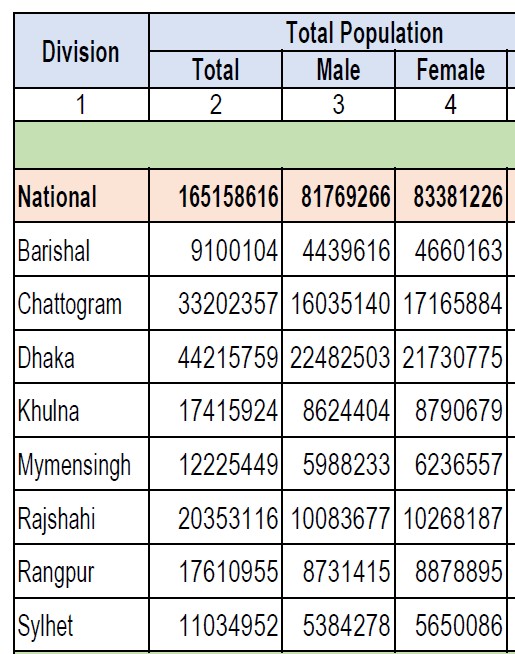 Division Total Population
Total Male Female
1 2 3 4
National 165158616 81769266 83381226
Barishal 9100104 4439616 4660163
Chattogram 33202357 16035140 17165884
Dhaka 44215759 22482503 21730775
Khulna 17415924 8624404 8790679
Mymensingh 12225449 5988233 6236557
Rajshahi 20353116 10083677 10268187
Rangpur 17610955 8731415 8878895
Sylhet 11034952 5384278 5650086